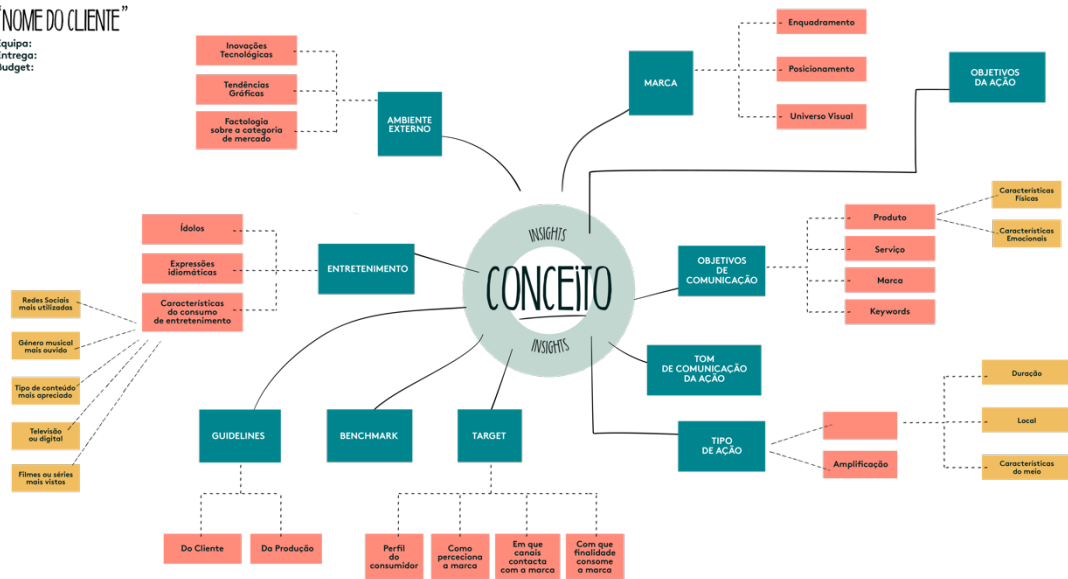 "NOME DO CLIENTE"
Equipa:
Entrega:
Budget:
Inovações
Tecnológicas
Tendências
Gráficas
Factologia
sobre a categoria
de mercado
AMBIENTE
EXTERNO
MARCA
Enquadramento
Posicionamento
Universo Visual
OBJETIVOS
DA AÇÃO
Ídolos
Expressões
idiomáticas
Características
do consumo
de entretenimento
ENTRETENIMENTO
Redes Sociais
mais utilizadas
Género musical
mais ouvido
Tipo de conteúdo
mais apreciado
Televisão
ou digital
Filmes ou séries
mais vistos
INSIGHTS
CONCEITO
INSIGHTS
OBJETIVOS
DE
COMUNICAÇÃO
Produto
Serviço
Marca
Keywords
Características
Físicas
Características
Emocionais
TOM
DE COMUNICAÇÃO
DA AÇÃO
TIPO
DE AÇÃO
Amplificação
Duração
Local
Características
do meio
GUIDELINES
Do Cliente
Da Produção
BENCHMARK
TARGET
Perfil
do
consumidor
Como
perceciona
a marca
Em que
canais
contacta
com a marca
Com que
finalidade
consome
a marca